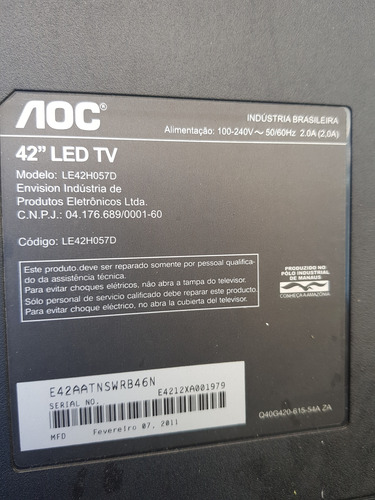 AOC®
INDÚSTRIA BRASILEIRA
Alimentação: 100-240V～ 50/60Hz 2.0A (2,0A)
42” LED TV
Modelo: LE42H057D
Envision Indústria de
Produtos Eletrônicos Ltda.
C.N.P.J.: 04.176.689/0001-60
Código: LE42H057D
Este produto deve ser reparado somente por pessoal qualifica-
do da assistência técnica.
Para evitar choques elétricos, não abra a tampa do televisor.
Sólo personal de servicio calificado debe reparar este producto.
Para evitar choques eléctricos, no abra la cubierta del televisor.
PRODUZIDO NO
PÓLO INDUSTRIAL
DE MANAUS
CONHEÇA A AMAZÔNIA
E42AATNSWRB46N
SERIAL NO. E4212XA001979
MFD Fevereiro 07, 2011
Q40G420-615-54A ZA